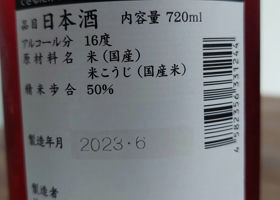 品目 日本酒 内容量 720ml
アルコール分 16度
原材料名 米(国産)
米こうじ(国産米)
精米歩合 50%
製造年月 2023・6
製造者
4582356331244